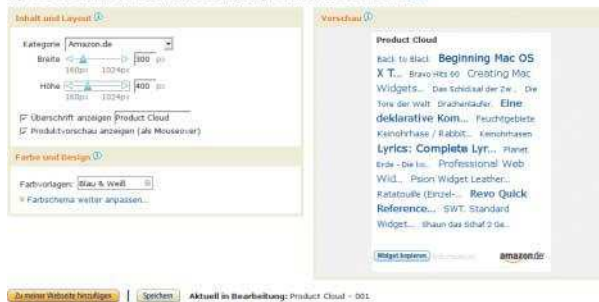 Inhalt und Layout
Kategorie Amazon.de
Breite 300 px
160px 1024px
Höhe 400 px
160px 1024px
Überschrift anzeigen Product Cloud
Produktvorschau anzeigen (als Mouseover)
Farbe und Design
Farbvorlagen: Blau & Weiß
Farbschema weiter anpassen...
Vorschau
Product Cloud
Back to Black Beginning Mac OS
X T... Bravo Hits 60 Creating Mac
Widgets... Das Schicksal der Zw... Die
Tore der Welt Drachenläufer Eine
deklarative Kom... Feuchtgebiete
Keinohrhase / Rabbit... Keinohrhasen
Lyrics: Complete Lyr... Planet
Erde - Die ko... Professional Web
Wid... Psion Widget Leather...
Ratatouille (Einzel-... Revo Quick
Reference... SWT. Standard
Widget... Shaun das Schaf 2 Ge...
Widget kopieren amazon.de
Zu meiner Webseite hinzufügen Speichern Aktuell in Bearbeitung: Product Cloud - 001